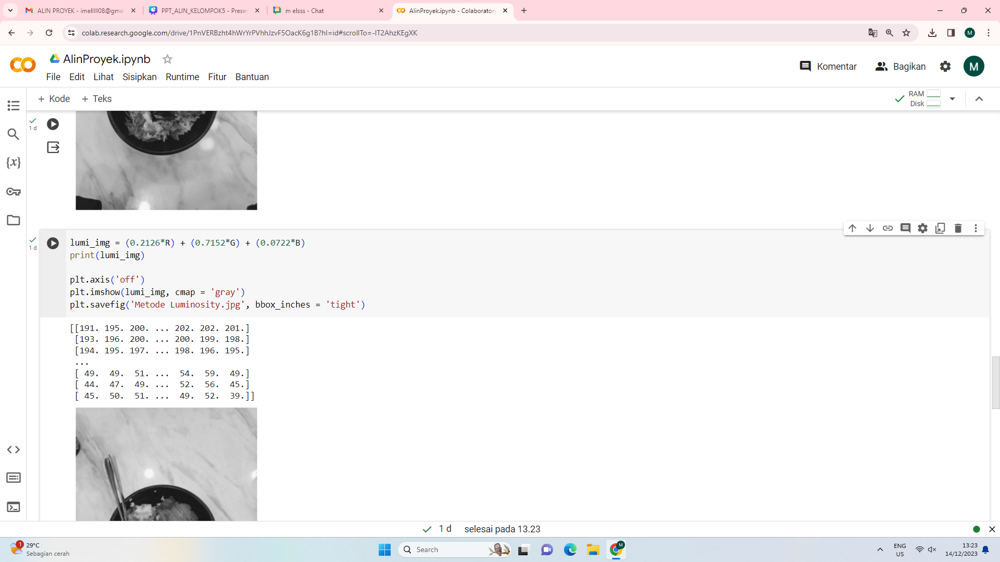 ALIN PROYEK - imelllll08@gma
PPT_ALIN_KELOMPOK5 - Presen
m elsss - Chat
AlinProyek.ipynb - Colaboratory
colab.research.google.com/drive/1PnVERBzht4hWrYrPVhhJzvF5OacK6g1B?hl=id#scrollTo=-IT2AhzKEgXK
M
AlinProyek.ipynb
File Edit Lihat Sisipkan Runtime Fitur Bantuan
Komentar
Bagikan
M
+ Kode + Teks
RAM
Disk
1 d
{x}
1 d
lumi_img = (0.2126*R) + (0.7152*G) + (0.0722*B)
print(lumi_img)
plt.axis('off')
plt.imshow(lumi_img, cmap = 'gray')
plt.savefig('Metode Luminosity.jpg', bbox_inches = 'tight')
[[191. 195. 200. ... 202. 202. 201.]
[193. 196. 200. ... 200. 199. 198.]
[194. 195. 197. ... 198. 196. 195.]
...
[ 49. 49. 51. ... 54. 59. 49.]
[ 44. 47. 49. ... 52. 56. 45.]
[ 45. 50. 51. ... 49. 52. 39.]]
1 d selesai pada 13.23
1
29°C
Sebagian cerah
Search
M
ENG
US
13:23
14/12/2023